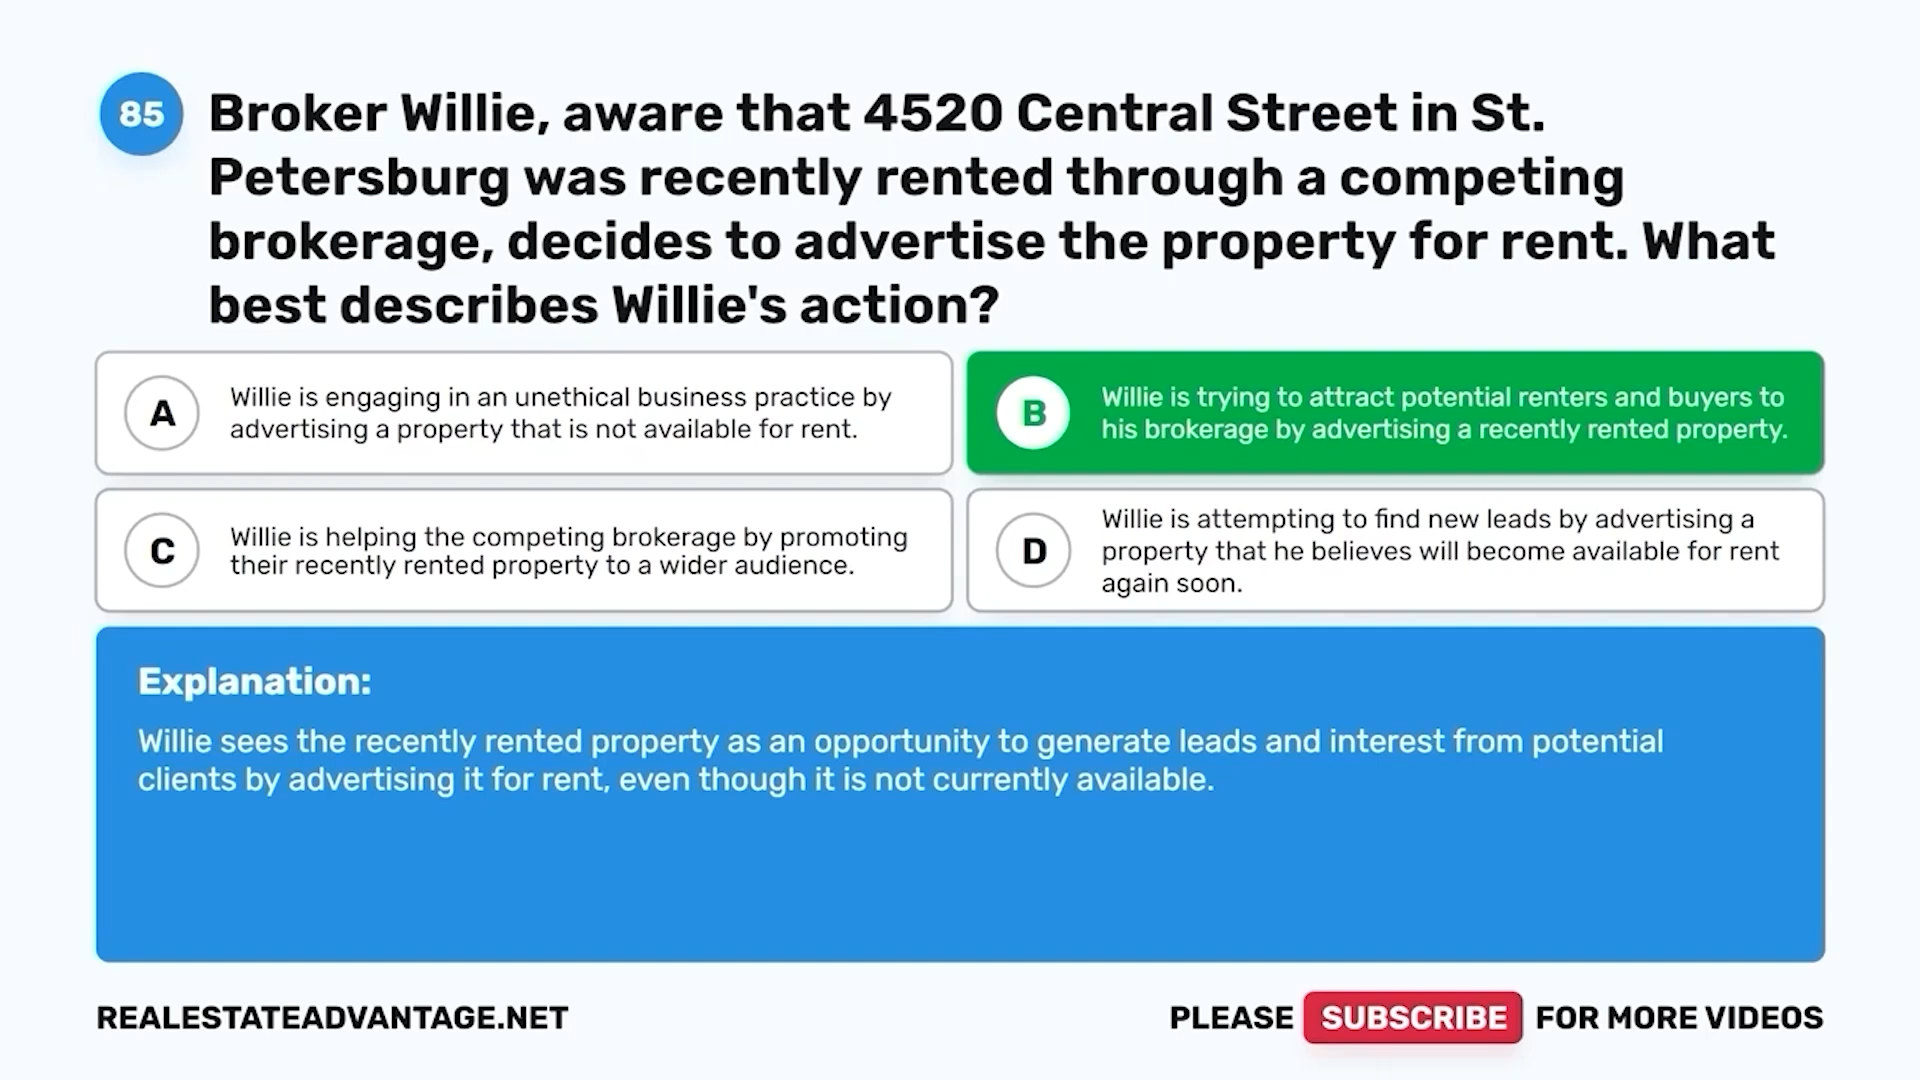 85
Broker Willie, aware that 4520 Central Street in St.
Petersburg was recently rented through a competing
brokerage, decides to advertise the property for rent. What
best describes Willie's action?
A
Willie is engaging in an unethical business practice by
advertising a property that is not available for rent.
B
Willie is trying to attract potential renters and buyers to
his brokerage by advertising a recently rented property.
C
Willie is helping the competing brokerage by promoting
their recently rented property to a wider audience.
D
Willie is attempting to find new leads by advertising a
property that he believes will become available for rent
again soon.
Explanation:
Willie sees the recently rented property as an opportunity to generate leads and interest from potential
clients by advertising it for rent, even though it is not currently available.
REALESTATEADVANTAGE.NET
PLEASE SUBSCRIBE FOR MORE VIDEOS